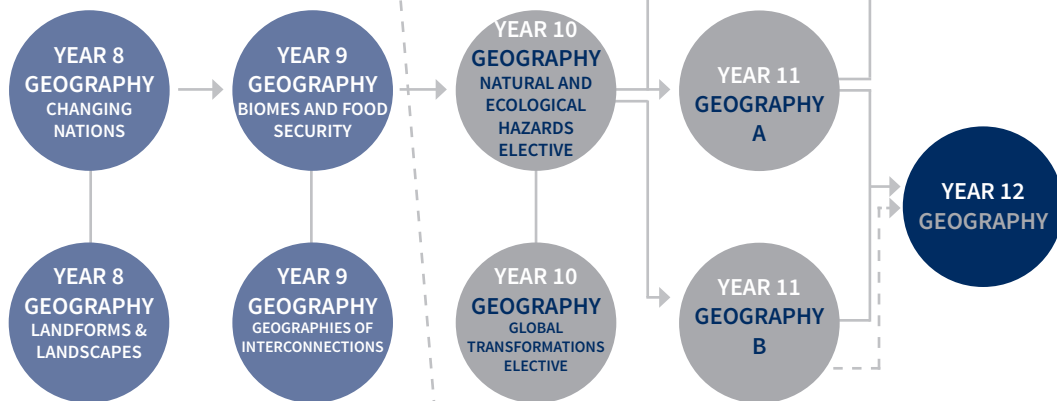 YEAR 8
GEOGRAPHY
CHANGING
NATIONS
YEAR 9
GEOGRAPHY
BIOMES AND FOOD
SECURITY
YEAR 10
GEOGRAPHY
NATURAL AND
ECOLOGICAL
HAZARDS
ELECTIVE
YEAR 11
GEOGRAPHY
A
YEAR 12
GEOGRAPHY
YEAR 8
GEOGRAPHY
LANDFORMS &
LANDSCAPES
YEAR 9
GEOGRAPHY
GEOGRAPHIES OF
INTERCONNECTIONS
YEAR 10
GEOGRAPHY
GLOBAL
TRANSFORMATIONS
ELECTIVE
YEAR 11
GEOGRAPHY
B